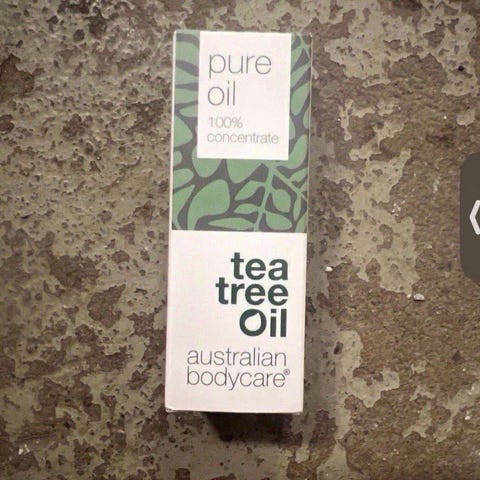 pure
oil
100%
concentrate
tea
tree
oil
australian
bodycare®